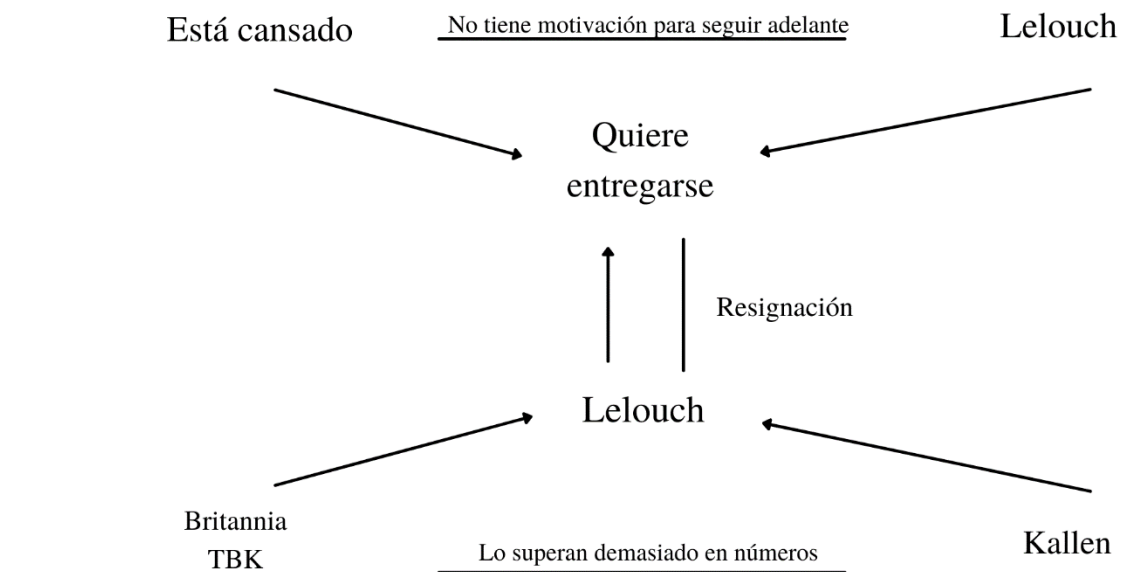 Está cansado
No tiene motivación para seguir adelante
Lelouch
Quiere
entregarse
Resignación
Lelouch
Britannia
TBK
Lo superan demasiado en números
Kallen